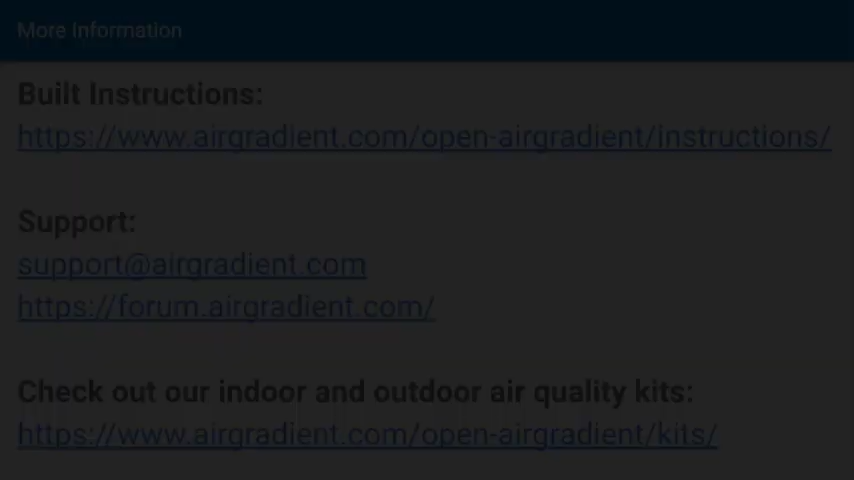 More Information
Built Instructions:
https://www.airgradient.com/open-airgradient/instructions/
Support:
support@airgradient.com
https://forum.airgradient.com/
Check out our indoor and outdoor air quality kits:
https://www.airgradient.com/open-airgradient/kits/